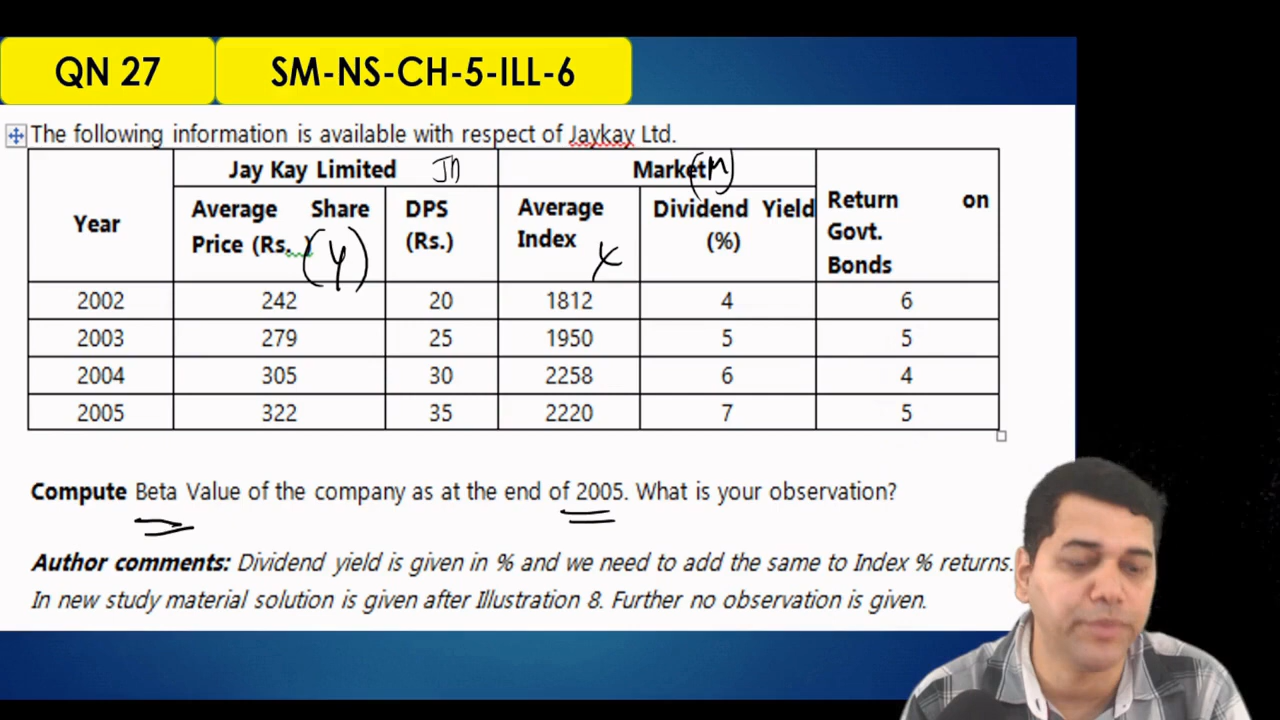 QN 27 SM-NS-CH-5-ILL-6
The following information is available with respect of Jaykay Ltd.
Year Jay Kay Limited Market (M) Return on Govt. Bonds
Average Share Price (Rs. ) (Y) DPS (Rs.) Average Index X Dividend Yield (%)
2002 242 20 1812 4 6
2003 279 25 1950 5 5
2004 305 30 2258 6 4
2005 322 35 2220 7 5
Compute Beta Value of the company as at the end of 2005. What is your observation?
Author comments: Dividend yield is given in % and we need to add the same to Index % returns.
In new study material solution is given after Illustration 8. Further no observation is given.